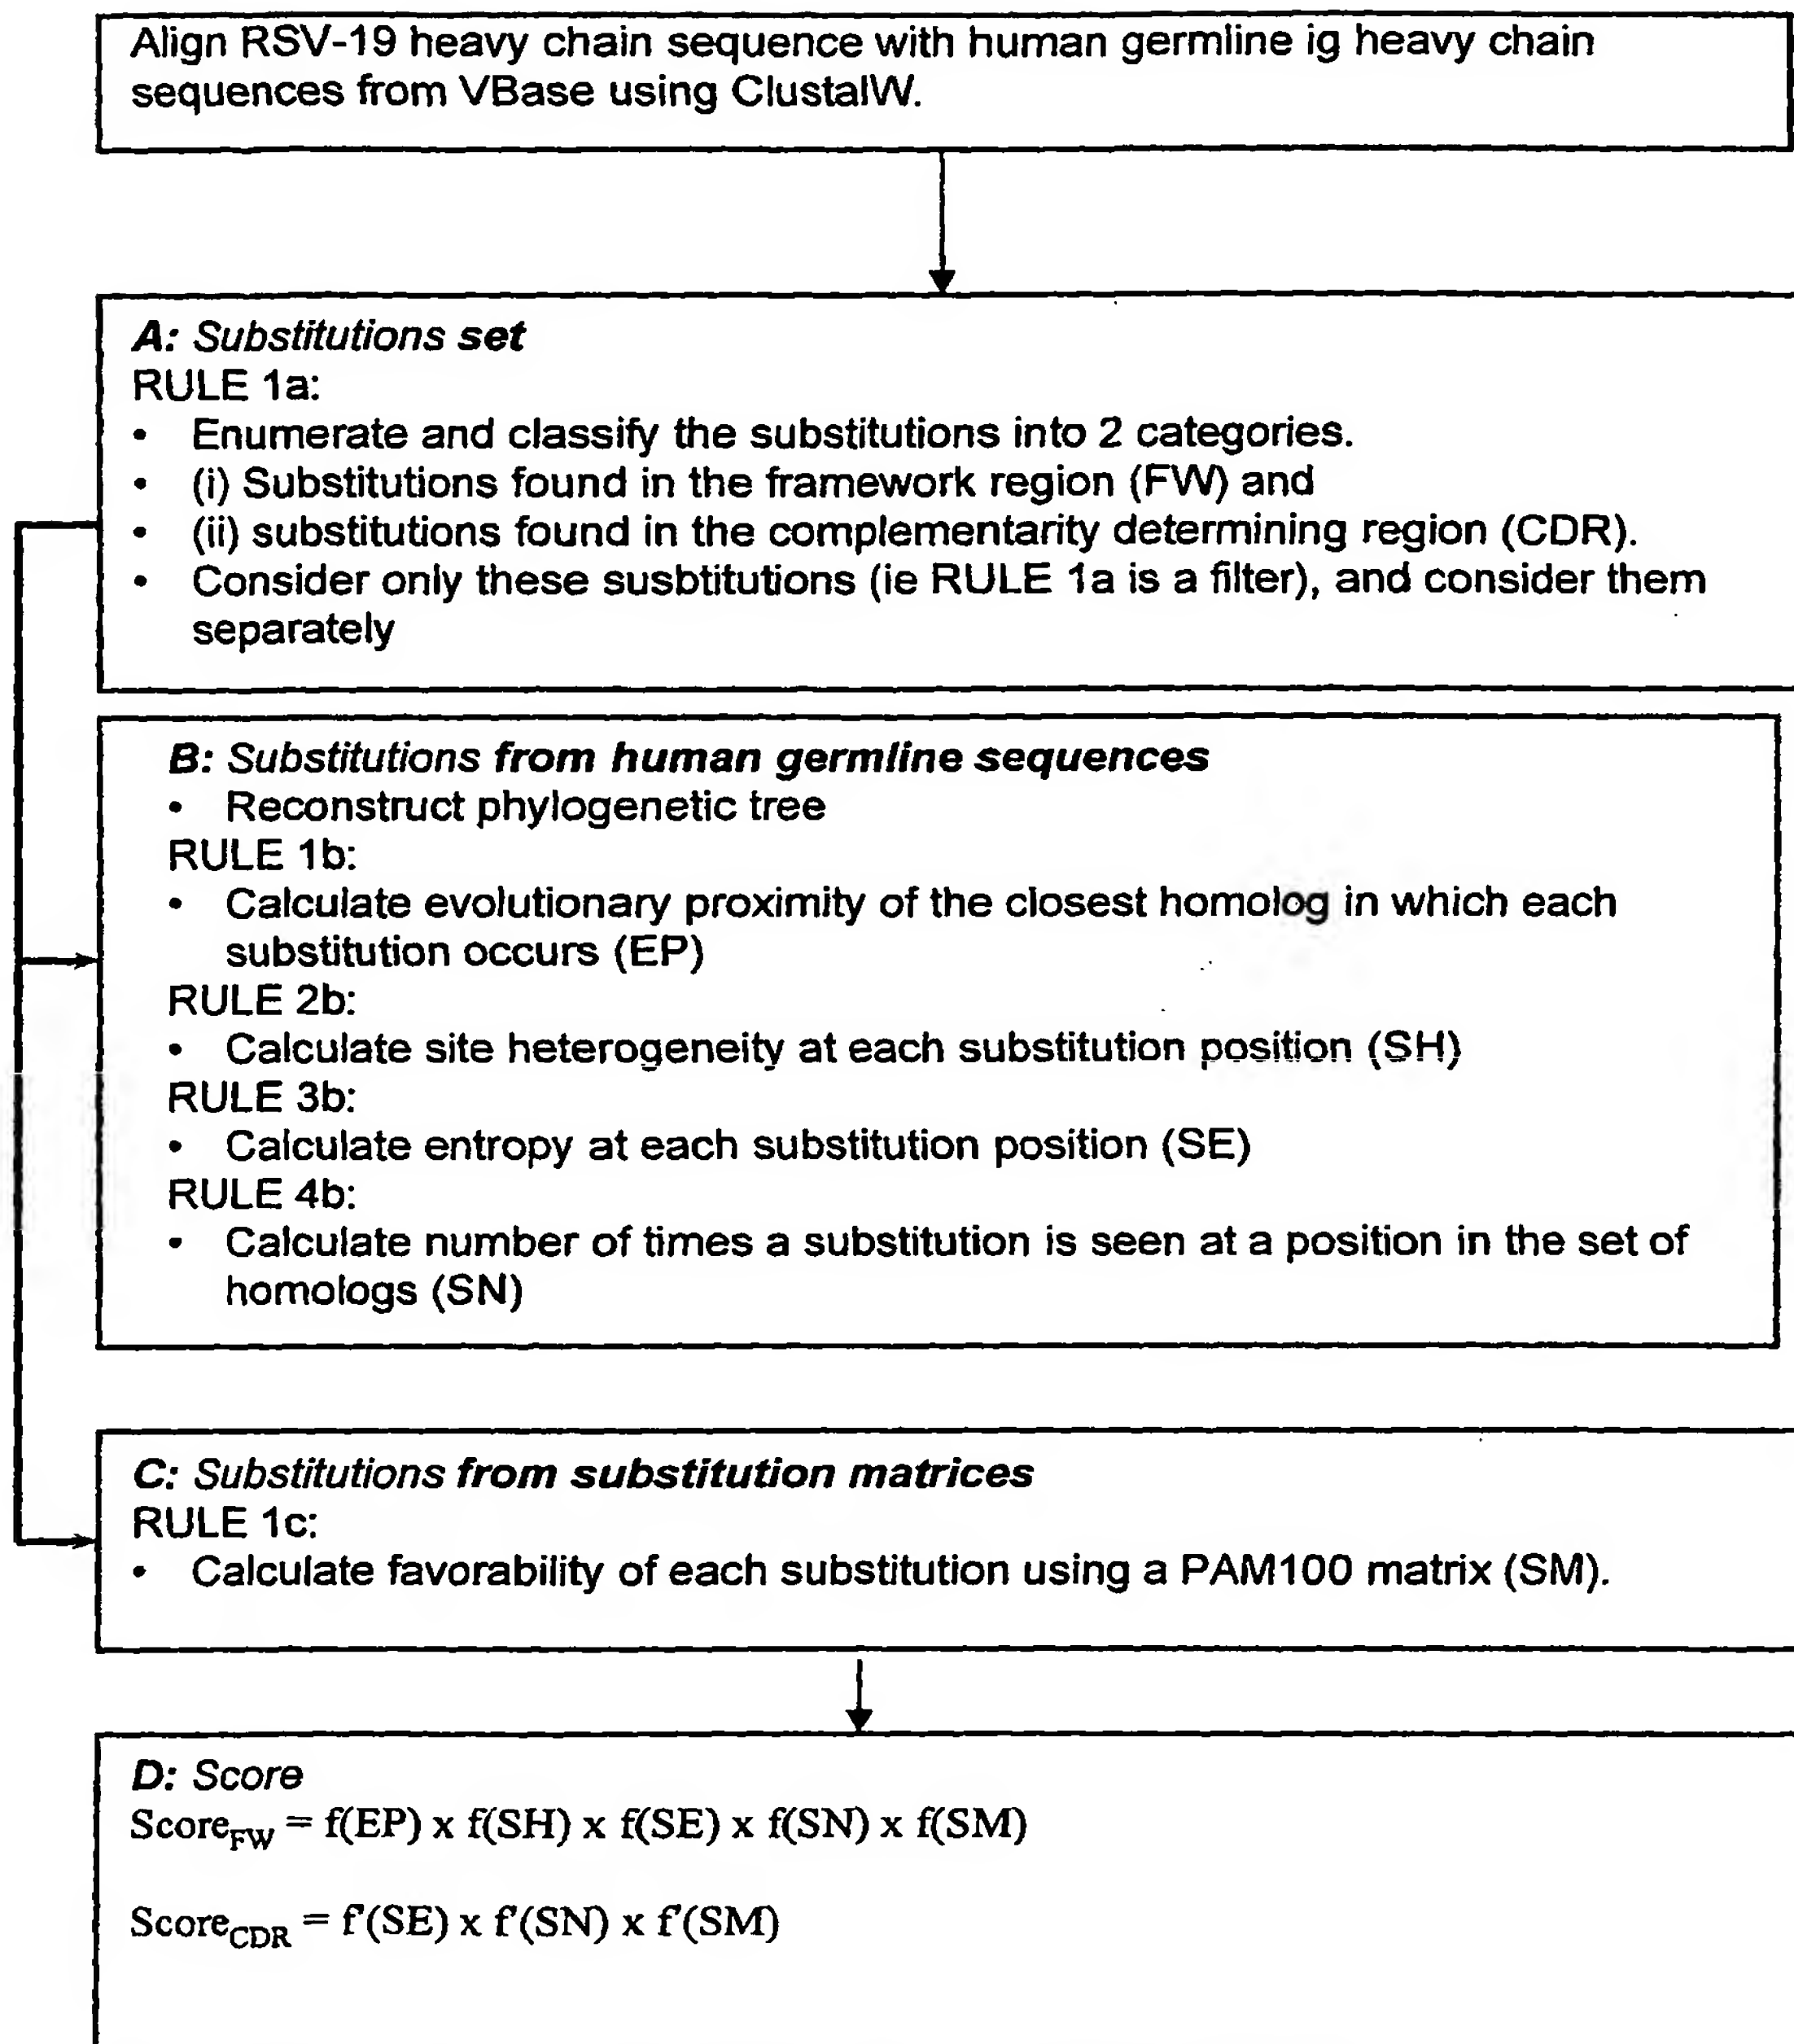 Align RSV-19 heavy chain sequence with human germline ig heavy chain
sequences from VBase using ClustalW.
A: Substitutions set
RULE 1a:
• Enumerate and classify the substitutions into 2 categories.
• (i) Substitutions found in the framework region (FW) and
• (ii) substitutions found in the complementarity determining region (CDR).
• Consider only these susbtitutions (ie RULE 1a is a filter), and consider them
separately
B: Substitutions from human germline sequences
• Reconstruct phylogenetic tree
RULE 1b:
• Calculate evolutionary proximity of the closest homolog in which each
substitution occurs (EP)
RULE 2b:
• Calculate site heterogeneity at each substitution position (SH)
RULE 3b:
• Calculate entropy at each substitution position (SE)
RULE 4b:
• Calculate number of times a substitution is seen at a position in the set of
homologs (SN)
C: Substitutions from substitution matrices
RULE 1c:
• Calculate favorability of each substitution using a PAM100 matrix (SM).
D: Score
Score_FW = f(EP) x f(SH) x f(SE) x f(SN) x f(SM)
Score_CDR = f'(SE) x f'(SN) x f'(SM)